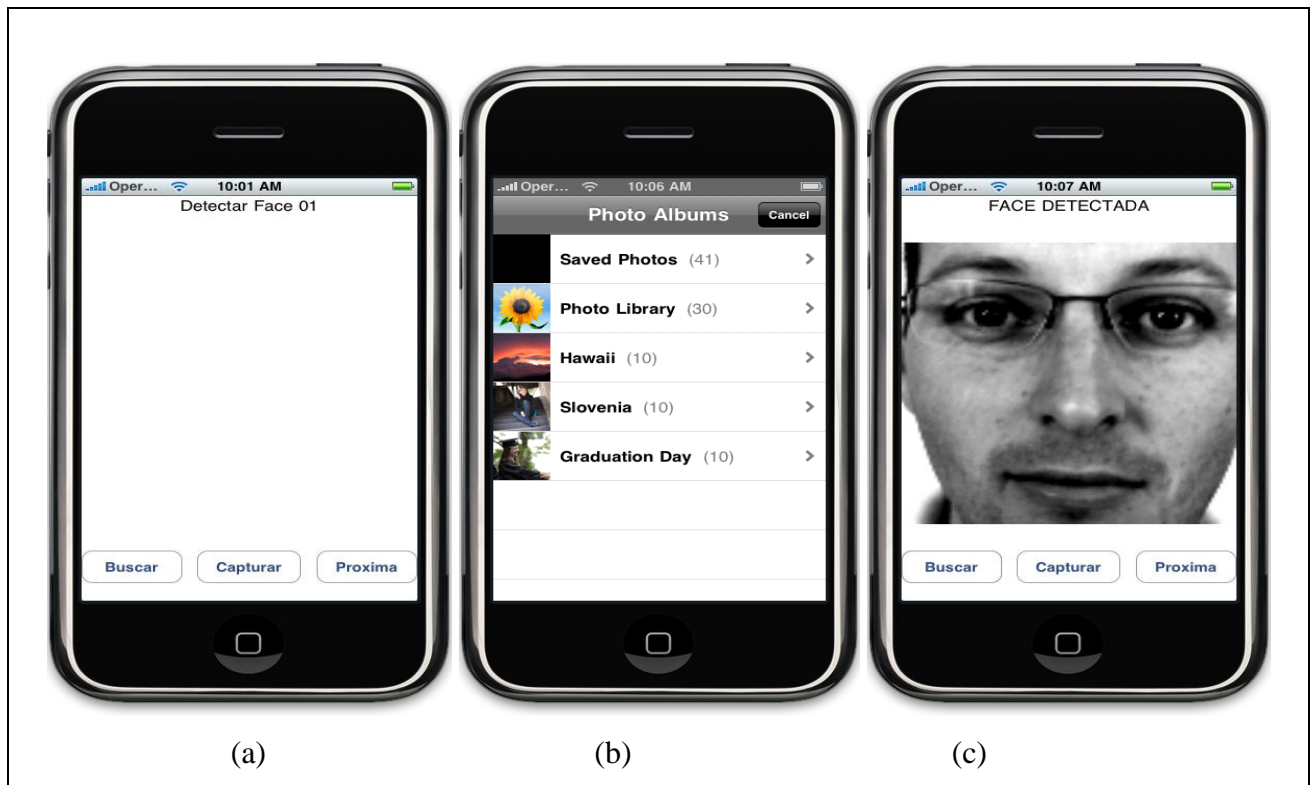 Oper... 10:01 AM
Detectar Face 01
Buscar Capturar Proxima
Oper... 10:06 AM
Photo Albums Cancel
Saved Photos (41)
Photo Library (30)
Hawaii (10)
Slovenia (10)
Graduation Day (10)
Oper... 10:07 AM
FACE DETECTADA
Buscar Capturar Proxima
(a) (b) (c)